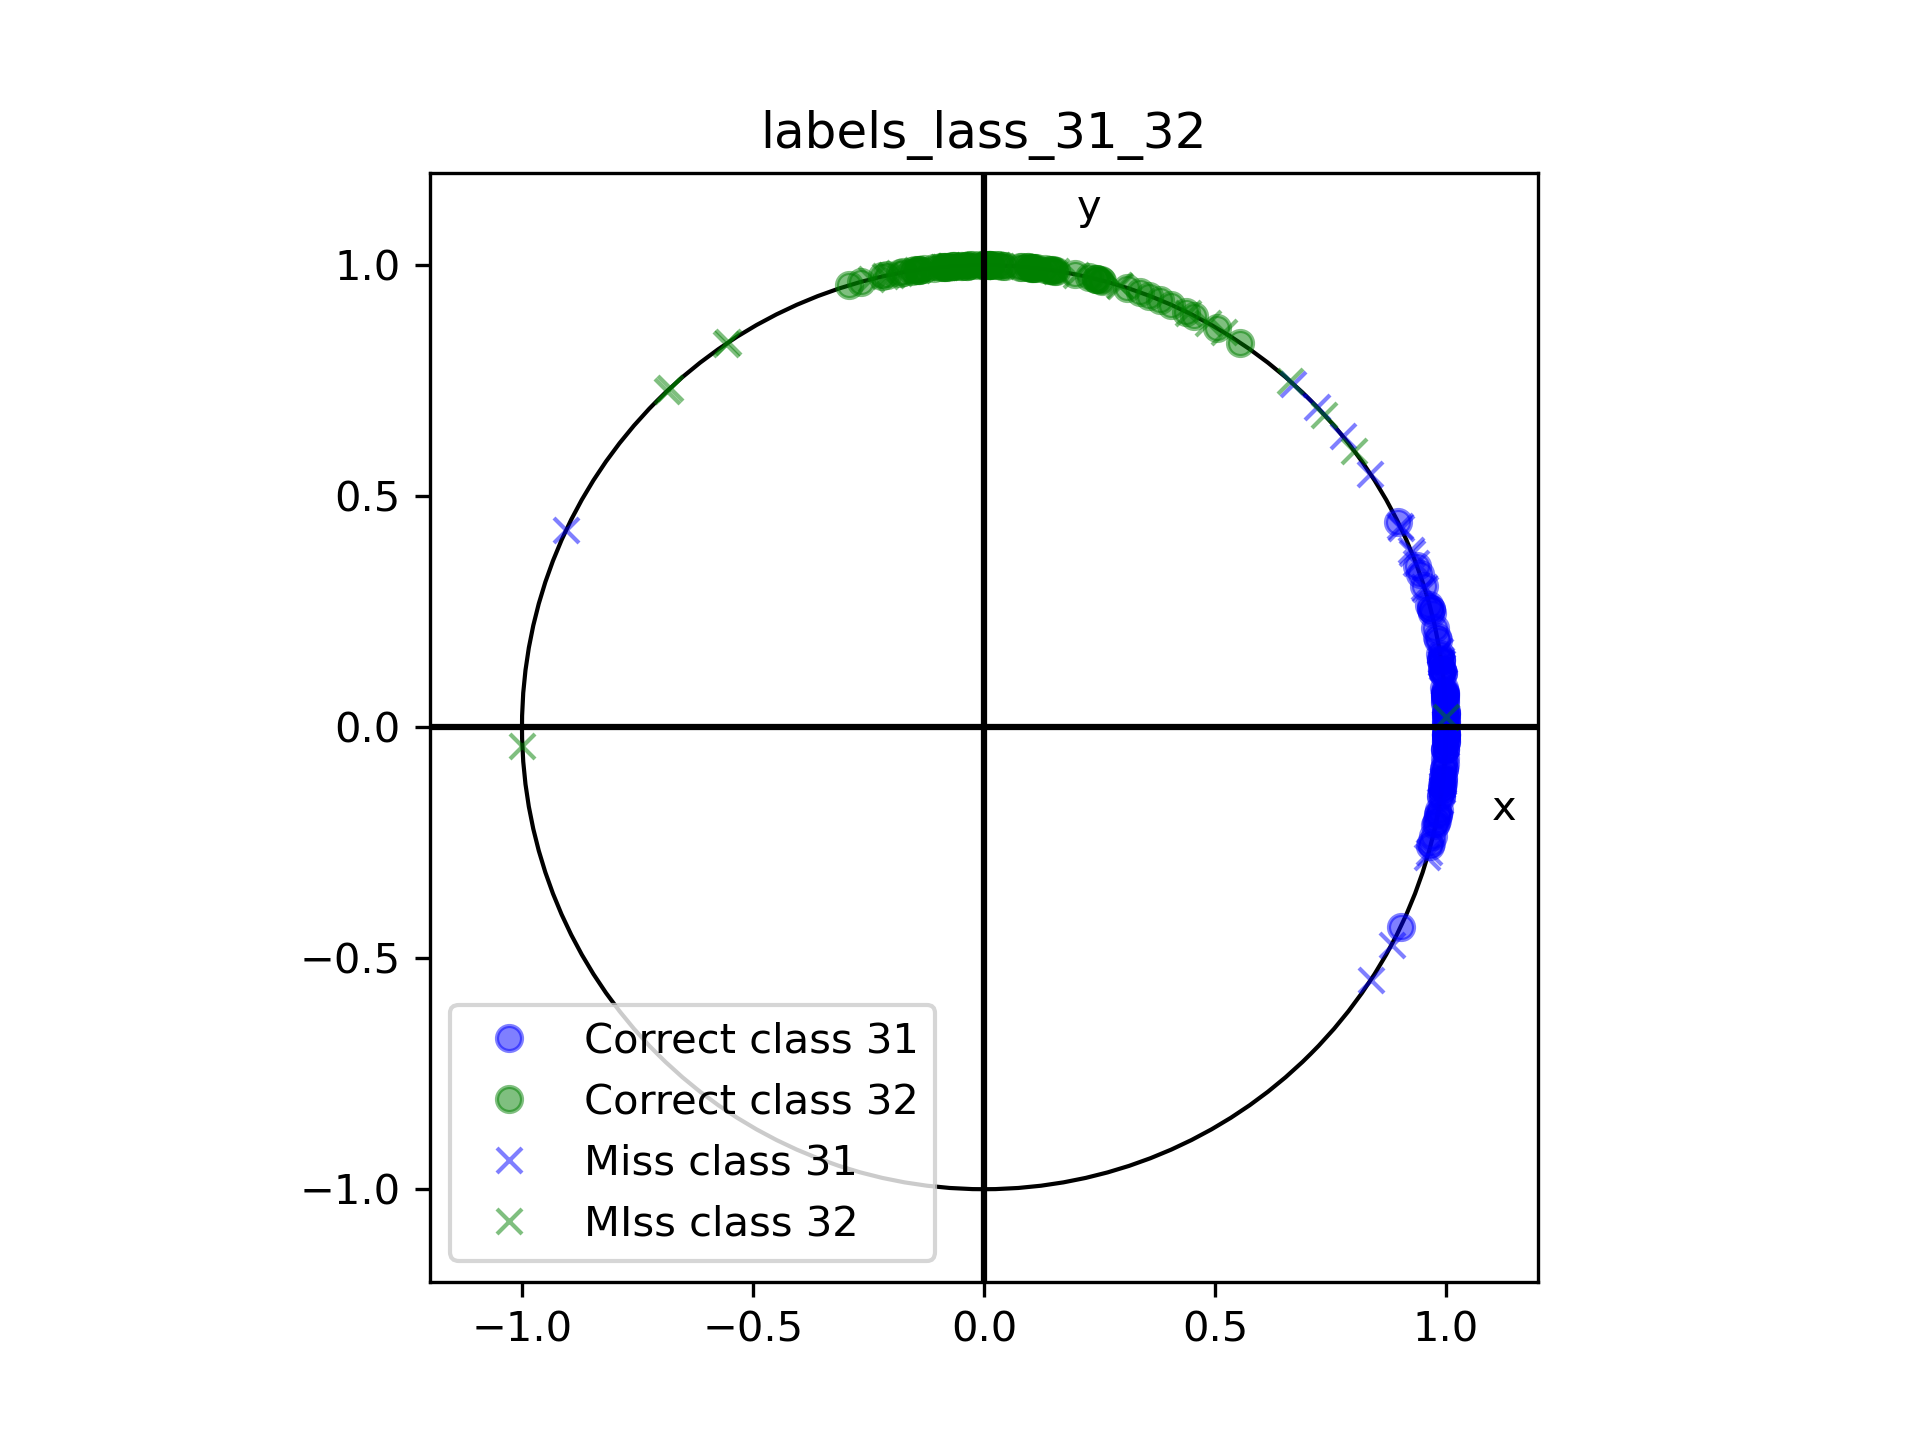 labels_lass_31_32
y
x
1.0
0.5
0.0
−0.5
−1.0
−1.0 −0.5 0.0 0.5 1.0
Correct class 31
Correct class 32
Miss class 31
MIss class 32